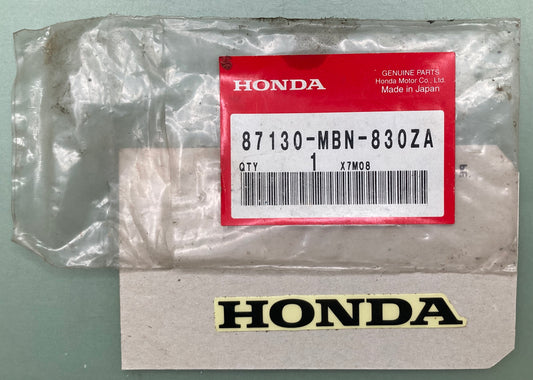 HONDA
GENUINE PARTS
Honda Motor Co., Ltd.
Made in Japan
87130-MBN-830ZA
QTY 1 X7M08
HONDA